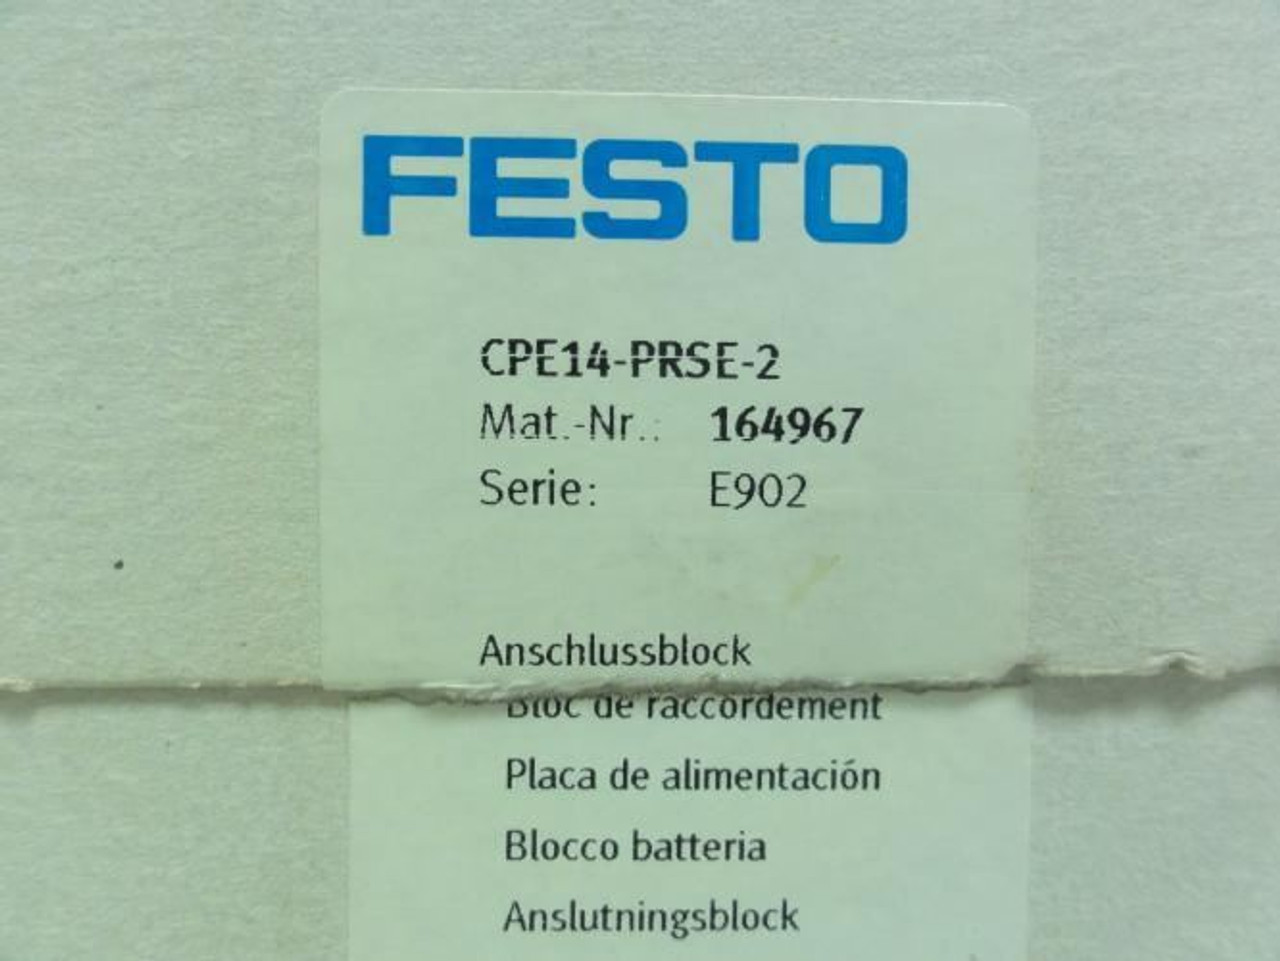 FESTO
CPE14-PRSE-2
Mat.-Nr.: 164967
Serie: E902
Anschlussblock
Bloc de raccordement
Placa de alimentación
Blocco batteria
Anslutningsblock